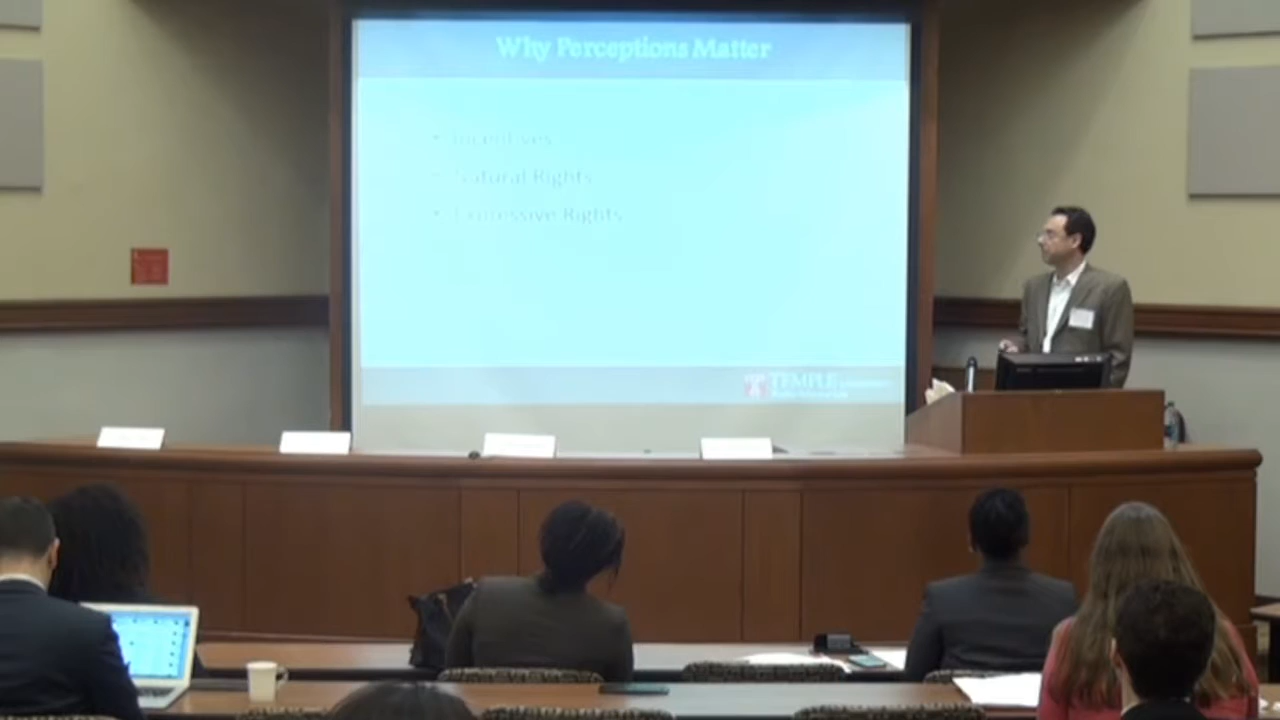 Why Perceptions Matter
• Incentives
• Natural Rights
• Expressive Rights
TEMPLE